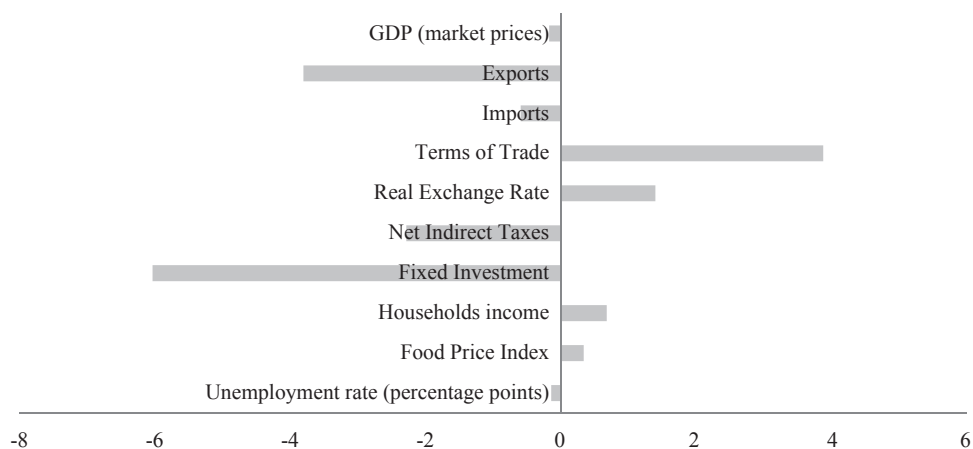 GDP (market prices)
Exports
Imports
Terms of Trade
Real Exchange Rate
Net Indirect Taxes
Fixed Investment
Households income
Food Price Index
Unemployment rate (percentage points)
-8 -6 -4 -2 0 2 4 6